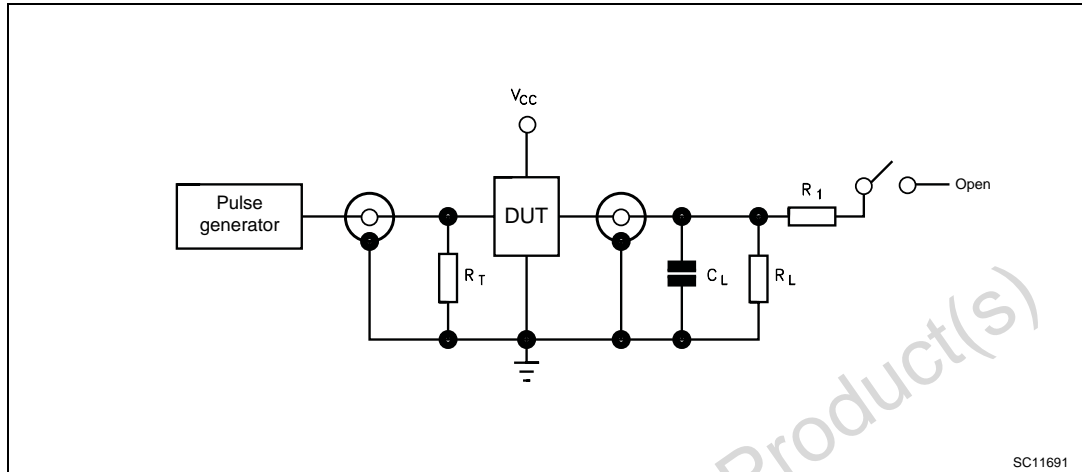 VCC
Pulse
generator
DUT
RT
CL
RL
R1
Open
Product(s)
SC11691